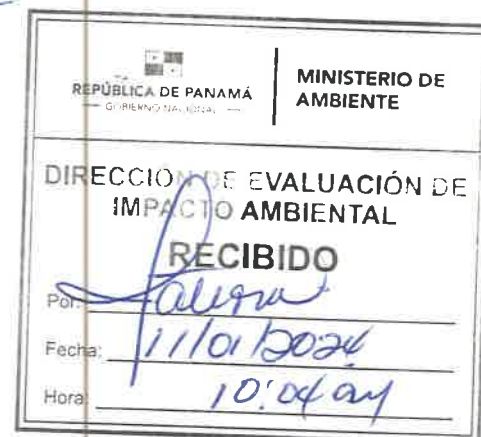 REPÚBLICA DE PANAMÁ
— GOBIERNO NACIONAL —
MINISTERIO DE
AMBIENTE
DIRECCIÓN DE EVALUACIÓN DE
IMPACTO AMBIENTAL
RECIBIDO
Por:
Fecha: 11/01/2024
Hora: 10:04 am